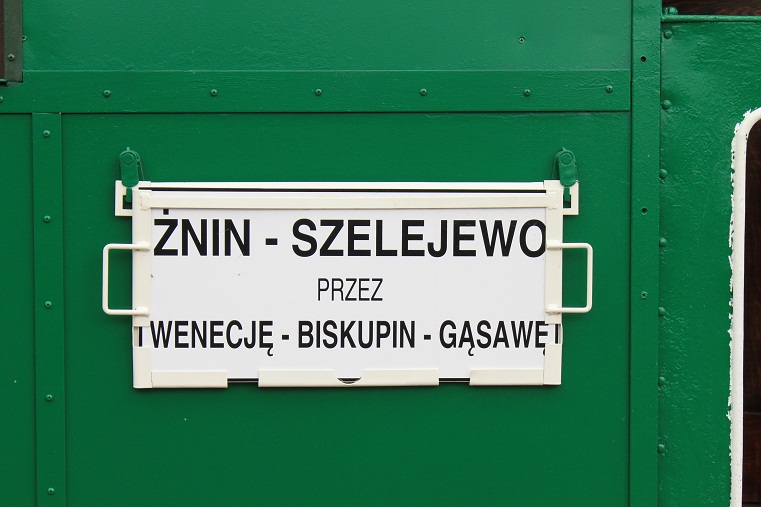 ŻNIN - SZELEJEWO
PRZEZ
WENECJĘ - BISKUPIN - GĄSAWĘ